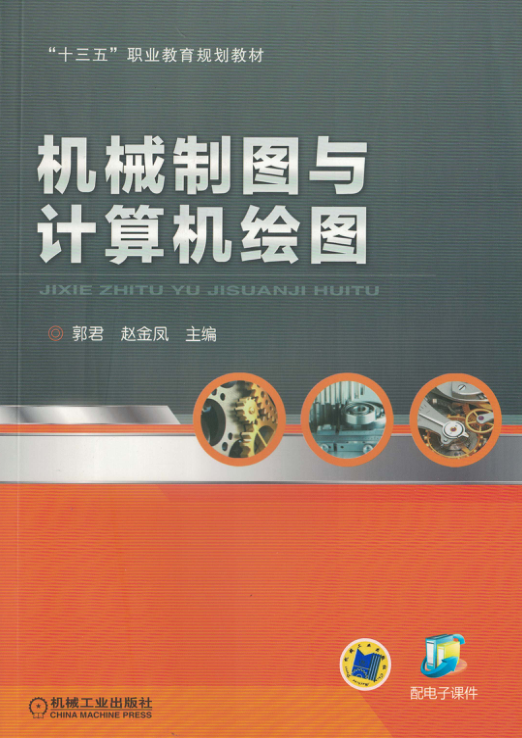 “十三五”职业教育规划教材
机械制图与
计算机绘图
JIXIE ZHITU YU JISUANJI HUITU
郭君 赵金凤 主编
配电子课件
机械工业出版社
CHINA MACHINE PRESS